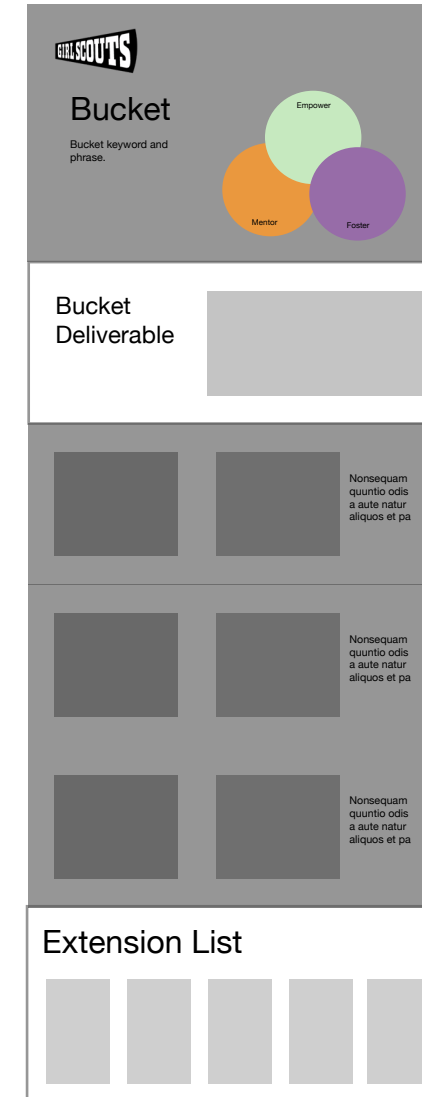 GIRL SCOUTS
Bucket
Bucket keyword and
phrase.
Empower
Mentor
Foster
Bucket
Deliverable
Nonsequam
quuntio odis
a aute natur
aliquos et pa
Nonsequam
quuntio odis
a aute natur
aliquos et pa
Nonsequam
quuntio odis
a aute natur
aliquos et pa
Extension List